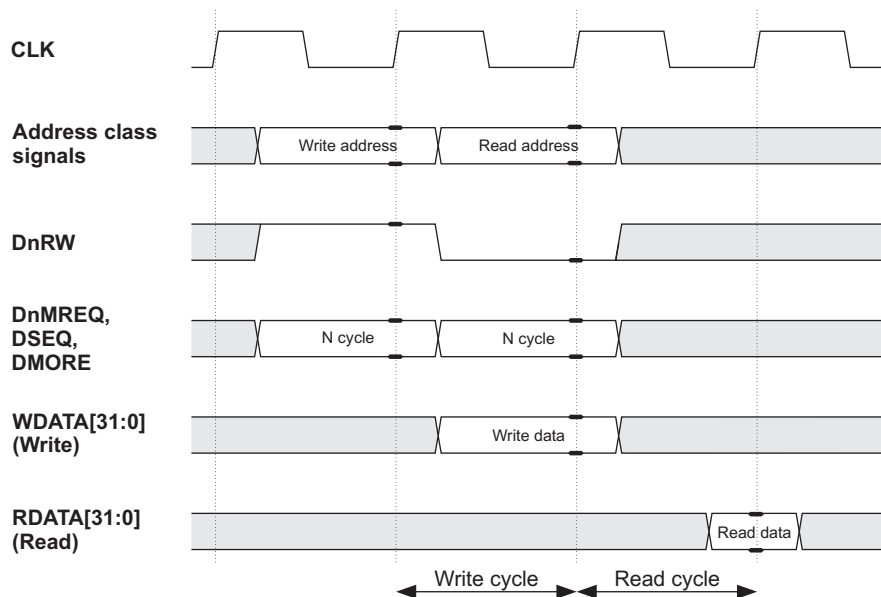 CLK
Address class
signals
Write address
Read address
DnRW
DnMREQ,
DSEQ,
DMORE
N cycle
N cycle
WDATA[31:0]
(Write)
Write data
RDATA[31:0]
(Read)
Read data
Write cycle
Read cycle